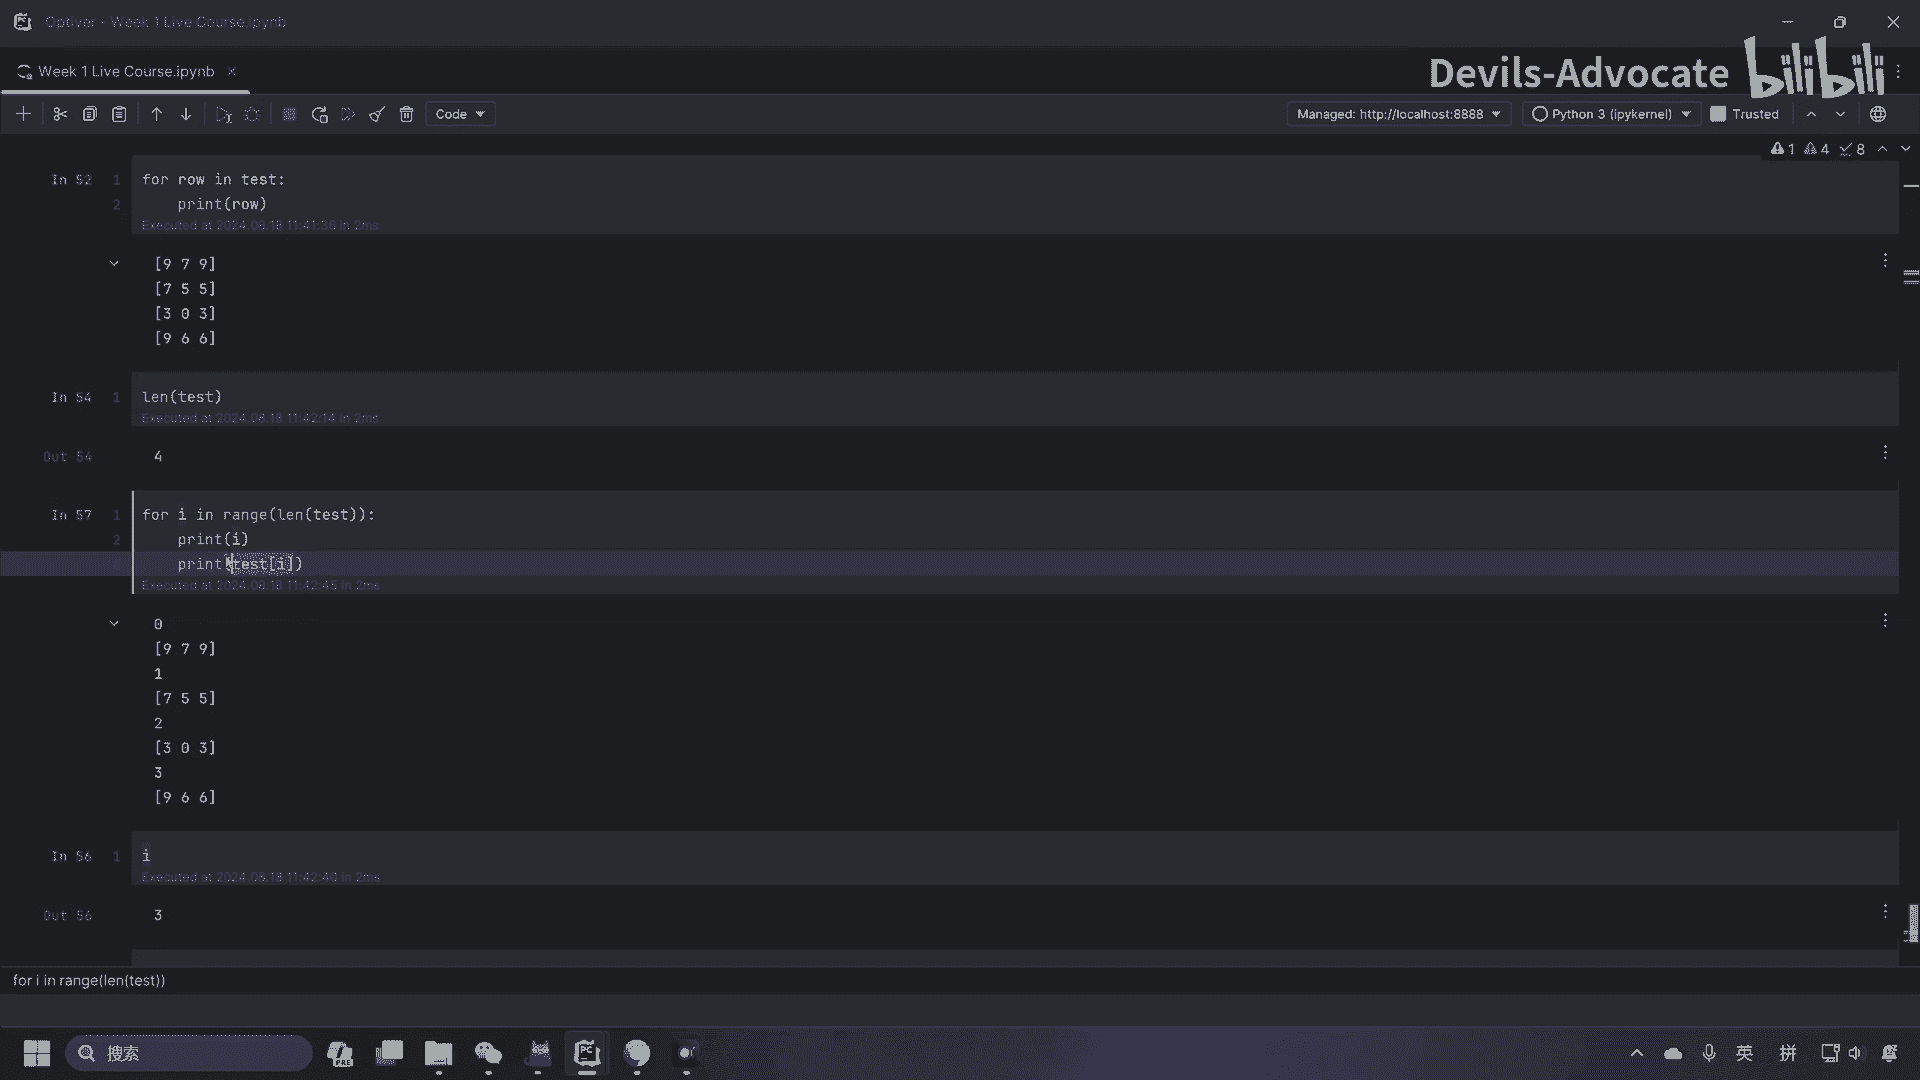 Optiver - Week 1 Live Course.ipynb
Week 1 Live Course.ipynb
Devils-Advocate bilibili
Code
Managed: http://localhost:8888
Python 3 (ipykernel)
Trusted
1 4 8
In 52
1 for row in test:
2 print(row)
Executed at 2024.08.18 11:41:36 in 2ms
[9 7 9]
[7 5 5]
[3 0 3]
[9 6 6]
In 54
1 len(test)
Executed at 2024.08.18 11:42:14 in 2ms
Out 54
4
In 57
1 for i in range(len(test)):
2 print(i)
print(test[i])
Executed at 2024.08.18 11:42:45 in 2ms
0
[9 7 9]
1
[7 5 5]
2
[3 0 3]
3
[9 6 6]
In 56
1 i
Executed at 2024.08.18 11:42:40 in 2ms
Out 56
3
for i in range(len(test))
搜索
PRE
PC
英
拼